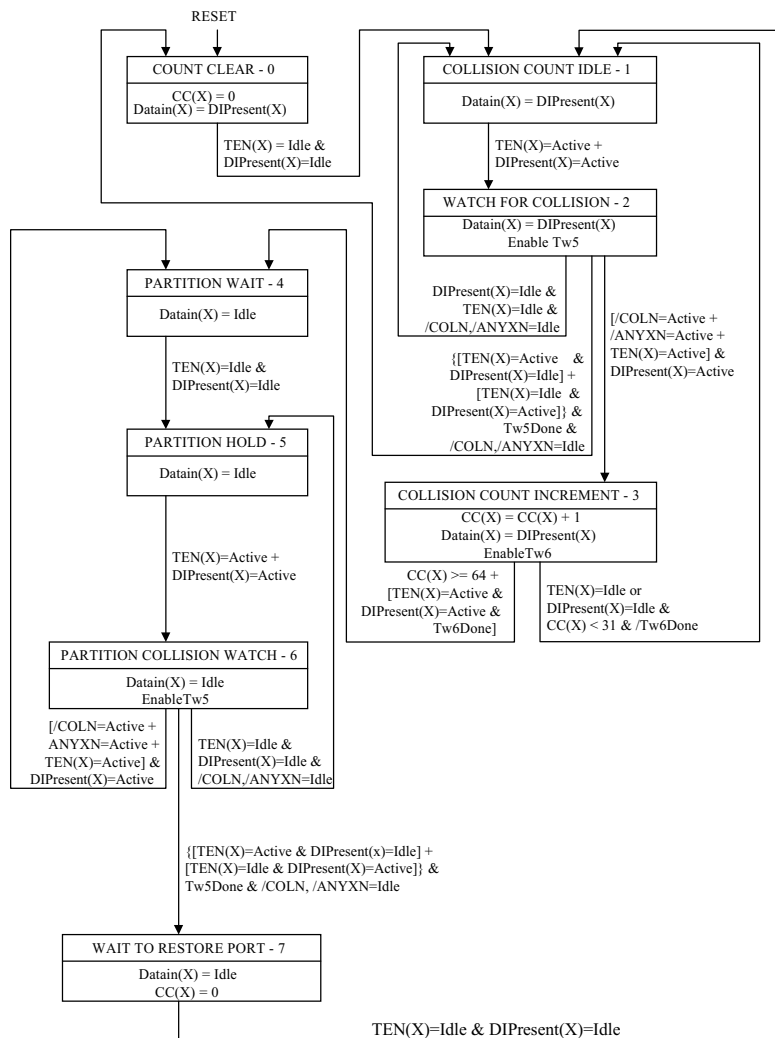 RESET
COUNT CLEAR - 0
CC(X) = 0
Datain(X) = DIPresent(X)
TEN(X) = Idle &
DIPresent(X)=Idle
COLLISION COUNT IDLE - 1
Datain(X) = DIPresent(X)
TEN(X)=Active +
DIPresent(X)=Active
WATCH FOR COLLISION - 2
Datain(X) = DIPresent(X)
Enable Tw5
DIPresent(X)=Idle &
TEN(X)=Idle &
/COLN,/ANYXN=Idle
{[TEN(X)=Active &
DIPresent(X)=Idle] +
[TEN(X)=Idle &
DIPresent(X)=Active]} &
Tw5Done &
/COLN,/ANYXN=Idle
[/COLN=Active +
/ANYXN=Active +
TEN(X)=Active] &
DIPresent(X)=Active
COLLISION COUNT INCREMENT - 3
CC(X) = CC(X) + 1
Datain(X) = DIPresent(X)
EnableTw6
CC(X) >= 64 +
[TEN(X)=Active &
DIPresent(X)=Active &
Tw6Done]
TEN(X)=Idle or
DIPresent(X)=Idle &
CC(X) < 31 & /Tw6Done
PARTITION WAIT - 4
Datain(X) = Idle
TEN(X)=Idle &
DIPresent(X)=Idle
PARTITION HOLD - 5
Datain(X) = Idle
TEN(X)=Active +
DIPresent(X)=Active
PARTITION COLLISION WATCH - 6
Datain(X) = Idle
EnableTw5
[/COLN=Active +
ANYXN=Active +
TEN(X)=Active] &
DIPresent(X)=Active
TEN(X)=Idle &
DIPresent(X)=Idle &
/COLN,/ANYXN=Idle
{[TEN(X)=Active & DIPresent(x)=Idle] +
[TEN(X)=Idle & DIPresent(X)=Active]} &
Tw5Done & /COLN, /ANYXN=Idle
WAIT TO RESTORE PORT - 7
Datain(X) = Idle
CC(X) = 0
TEN(X)=Idle & DIPresent(X)=Idle